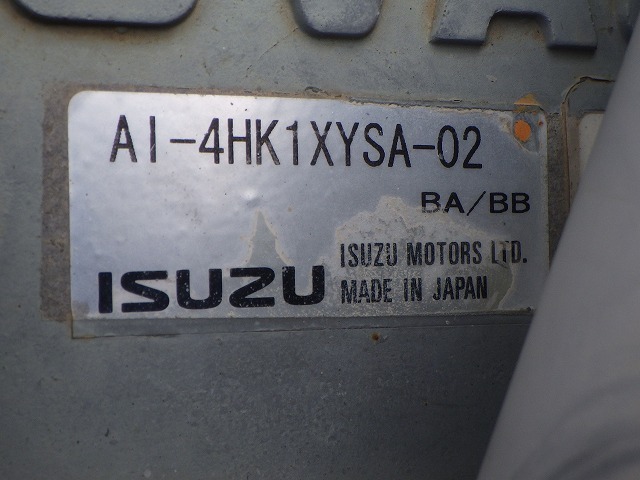 AI-4HK1XYSA-02
BA/BB
ISUZU
ISUZU MOTORS LTD.
MADE IN JAPAN